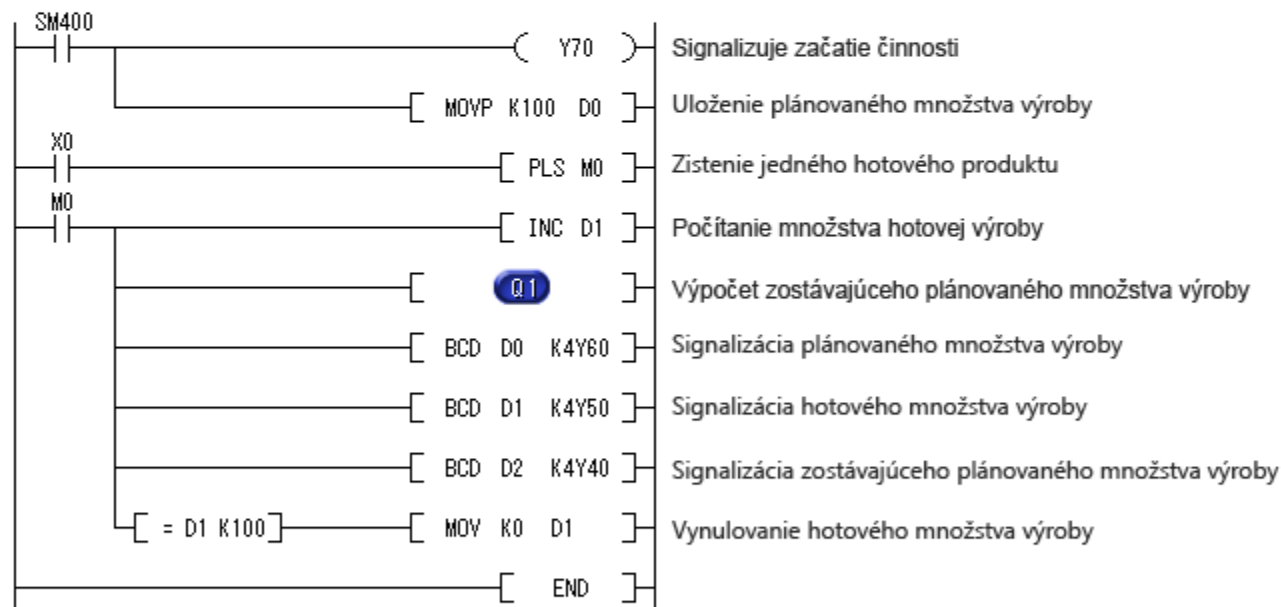 SM400
Y70 Signalizuje začatie činnosti
MOVP K100 D0 Uloženie plánovaného množstva výroby
X0
PLS M0 Zistenie jedného hotového produktu
M0
INC D1 Počítanie množstva hotovej výroby
Q1 Výpočet zostávajúceho plánovaného množstva výroby
BCD D0 K4Y60 Signalizácia plánovaného množstva výroby
BCD D1 K4Y50 Signalizácia hotového množstva výroby
BCD D2 K4Y40 Signalizácia zostávajúceho plánovaného množstva výroby
= D1 K100 MOV K0 D1 Vynulovanie hotového množstva výroby
END